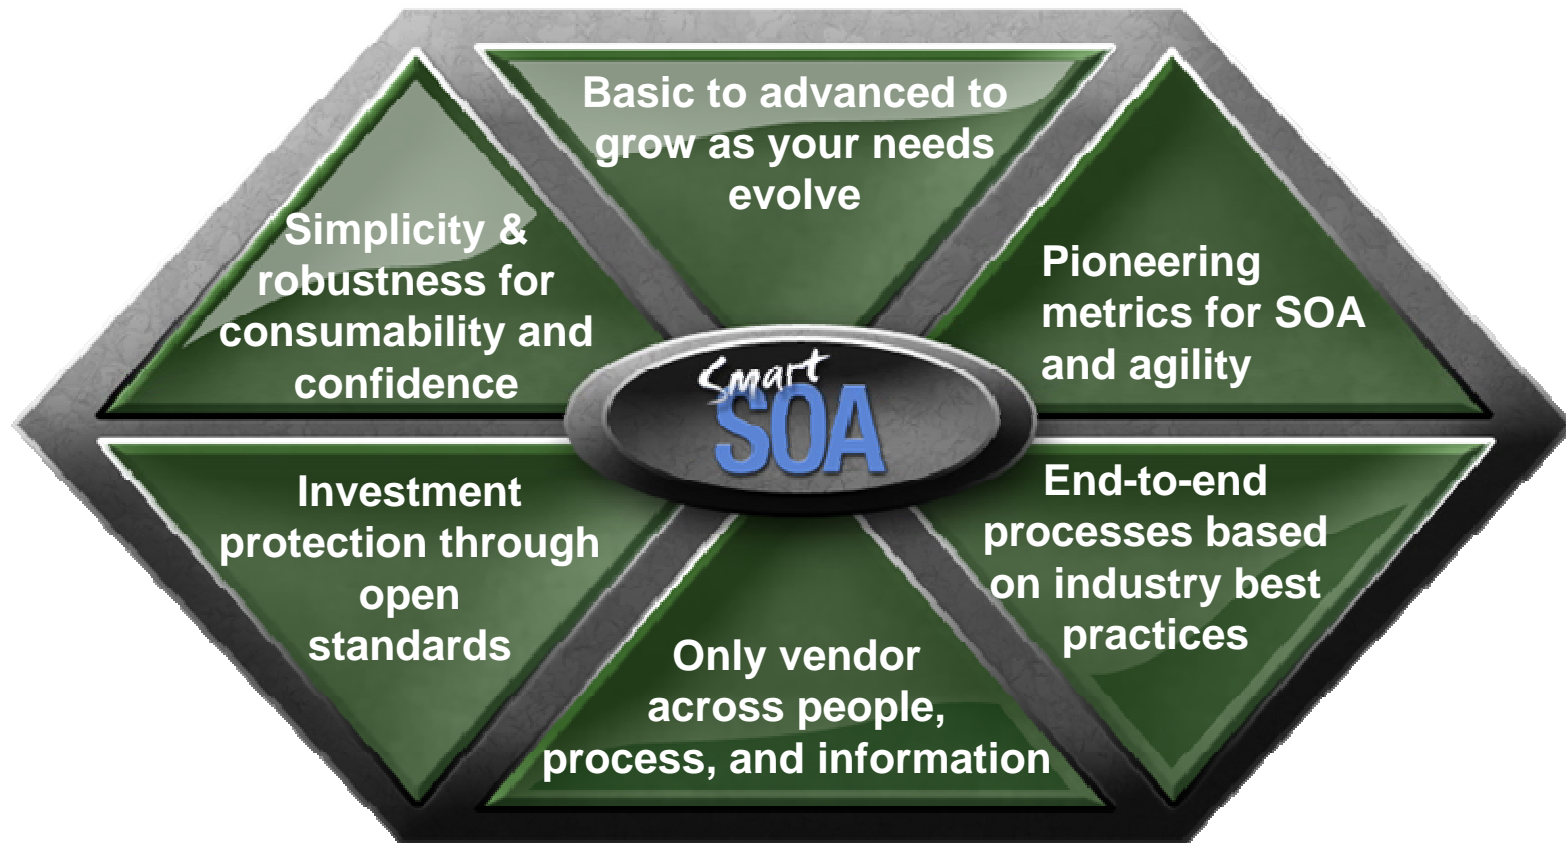 Basic to advanced to
grow as your needs
evolve
Simplicity &
robustness for
consumability and
confidence
Pioneering
metrics for SOA
and agility
Smart
SOA
Investment
protection through
open
standards
End-to-end
processes based
on industry best
practices
Only vendor
across people,
process, and information